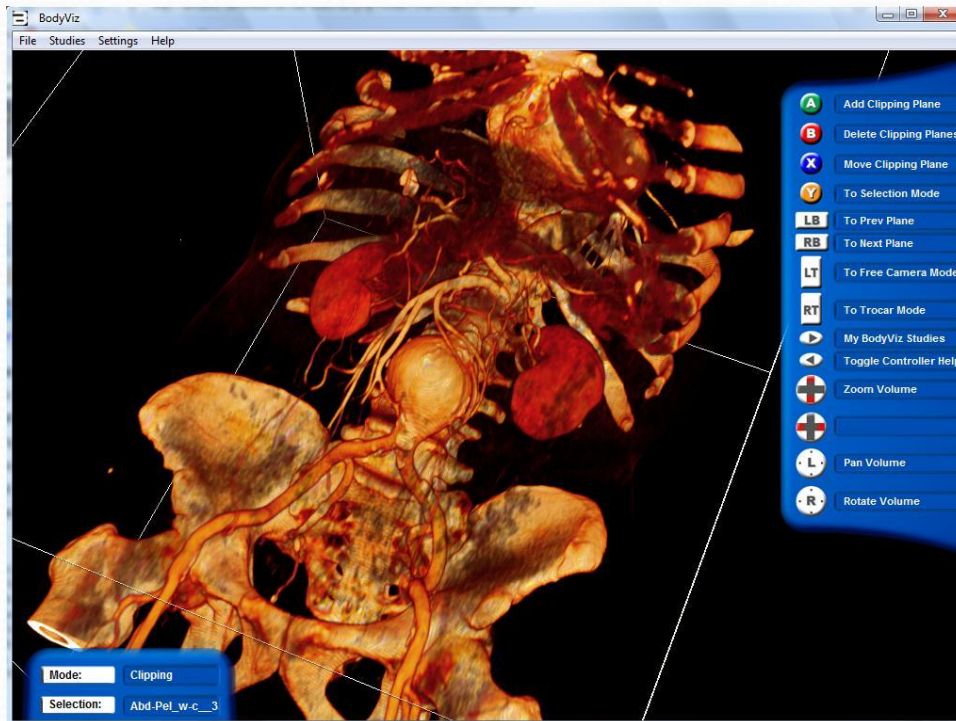 BodyViz
File Studies Settings Help
A Add Clipping Plane
B Delete Clipping Planes
X Move Clipping Plane
Y To Selection Mode
LB To Prev Plane
RB To Next Plane
LT To Free Camera Mode
RT To Trocar Mode
My BodyViz Studies
Toggle Controller Help
Zoom Volume
L Pan Volume
R Rotate Volume
Mode: Clipping
Selection: Abd-Pel_w-c__3